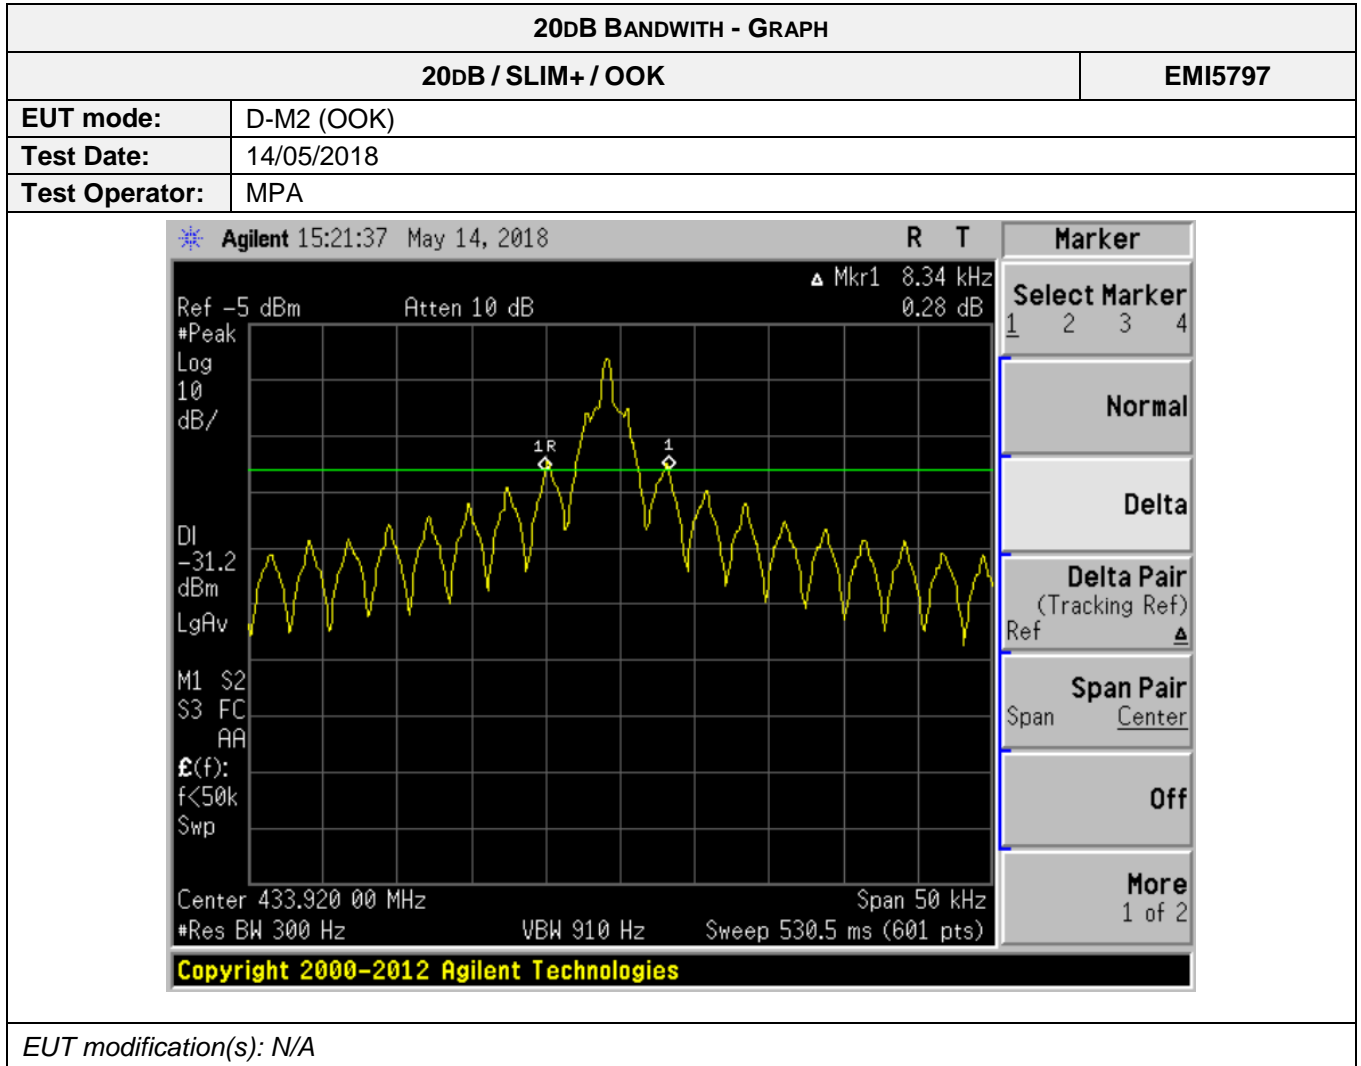 20DB BANDWITH - GRAPH
20DB / SLIM+ / OOK EMI5797
EUT mode: D-M2 (OOK)
Test Date: 14/05/2018
Test Operator: MPA
Agilent 15:21:37 May 14, 2018 R T
Marker
Δ Mkr1 8.34 kHz
Ref -5 dBm Atten 10 dB 0.28 dB
#Peak
Log
10
dB/
1R 1
DI
-31.2
dBm
LgAv
M1 S2
S3 FC
AA
£(f):
f<50k
Swp
Center 433.920 00 MHz Span 50 kHz
#Res BW 300 Hz VBW 910 Hz Sweep 530.5 ms (601 pts)
Select Marker
1 2 3 4
Normal
Delta
Delta Pair
(Tracking Ref)
Ref Δ
Span Pair
Span Center
Off
More
1 of 2
Copyright 2000-2012 Agilent Technologies
EUT modification(s): N/A